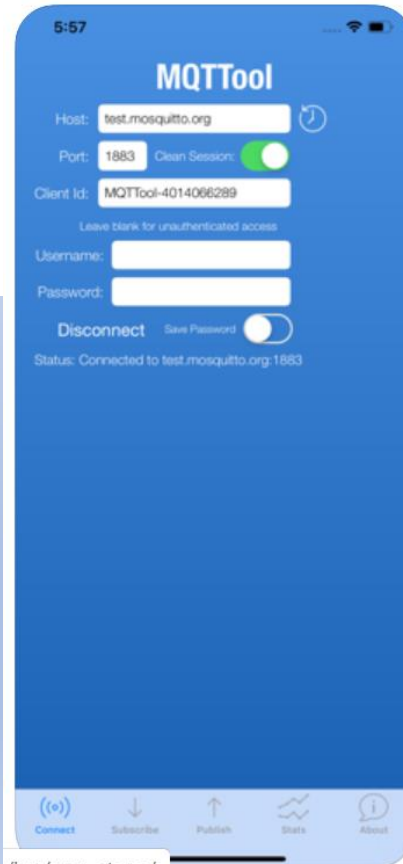 5:57
MQTTool
Host: test.mosquitto.org
Port: 1883 Clean Session:
Client Id: MQTTool-4014066289
Leave blank for unauthenticated access
Username:
Password:
Disconnect Save Password
Status: Connected to test.mosquitto.org:1883
Connect Subscribe Publish Stats About